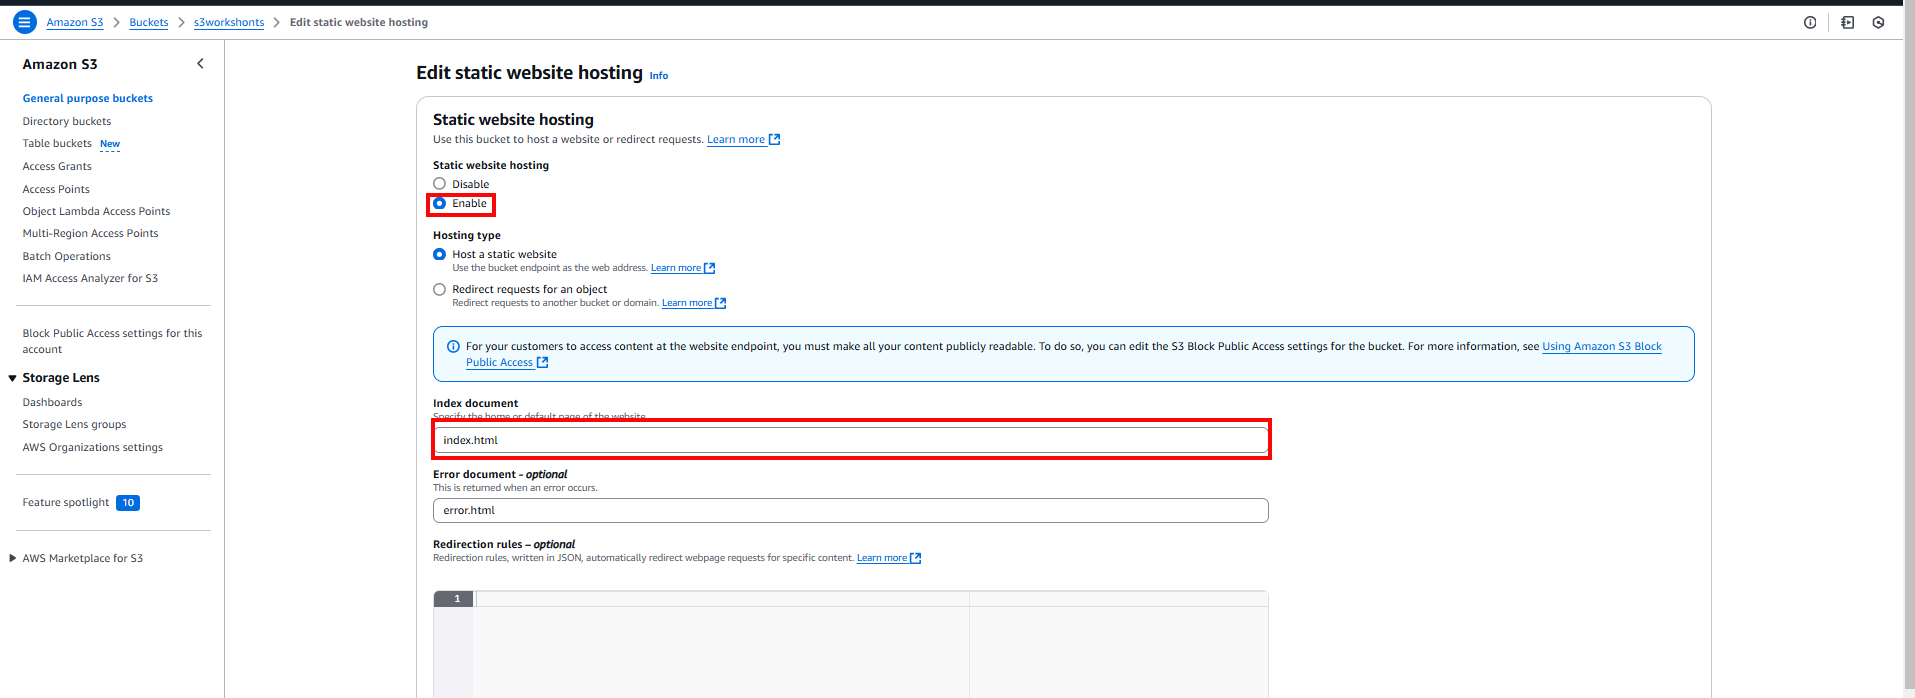 Amazon S3 > Buckets > s3workshonts > Edit static website hosting
Amazon S3
General purpose buckets
Directory buckets
Table buckets New
Access Grants
Access Points
Object Lambda Access Points
Multi-Region Access Points
Batch Operations
IAM Access Analyzer for S3
Block Public Access settings for this
account
Storage Lens
Dashboards
Storage Lens groups
AWS Organizations settings
Feature spotlight 10
AWS Marketplace for S3
Edit static website hosting Info
Static website hosting
Use this bucket to host a website or redirect requests. Learn more
Static website hosting
Disable
Enable
Hosting type
Host a static website
Use the bucket endpoint as the web address. Learn more
Redirect requests for an object
Redirect requests to another bucket or domain. Learn more
For your customers to access content at the website endpoint, you must make all your content publicly readable. To do so, you can edit the S3 Block Public Access settings for the bucket. For more information, see Using Amazon S3 Block
Public Access
Index document
Specify the home or default page of the website.
index.html
Error document - optional
This is returned when an error occurs.
error.html
Redirection rules – optional
Redirection rules, written in JSON, automatically redirect webpage requests for specific content. Learn more
1